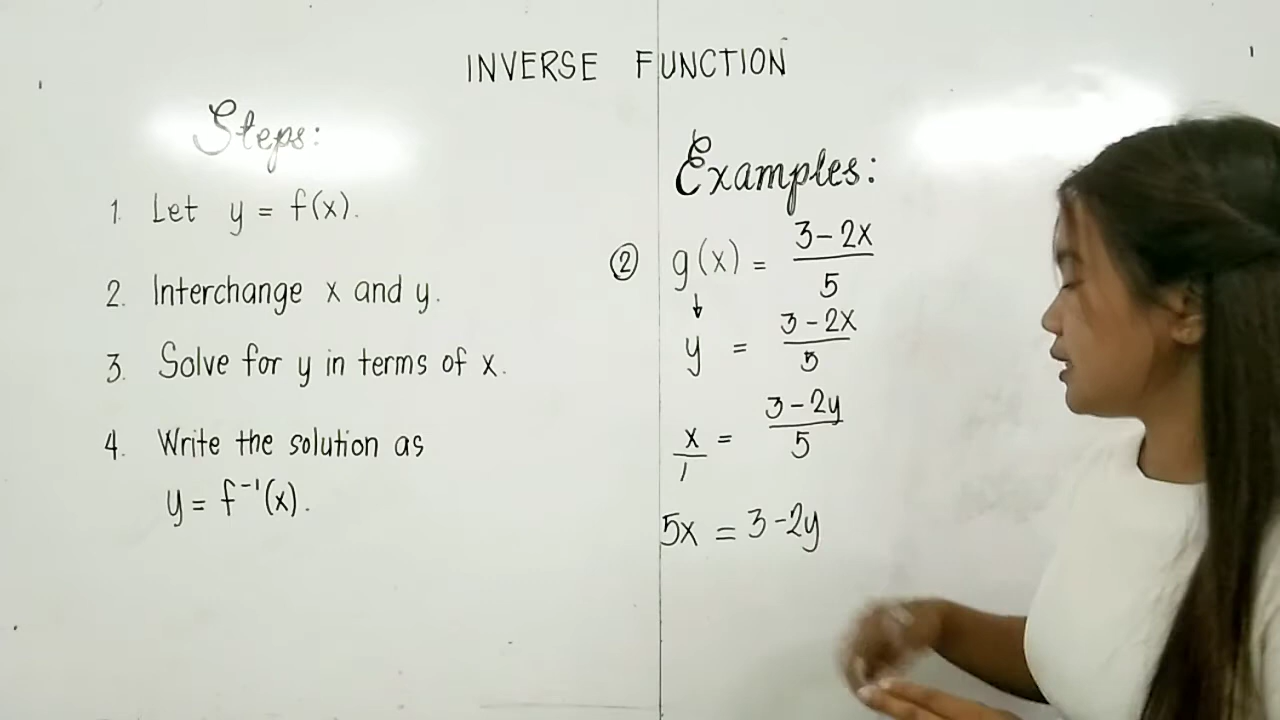 INVERSE FUNCTION
Steps:
1. Let y = f(x).
2. Interchange x and y.
3. Solve for y in terms of x.
4. Write the solution as
y = f⁻¹(x).
Examples:
② g(x) = (3-2x)/5
↓
y = (3-2x)/5
x/1 = (3-2y)/5
5x = 3-2y